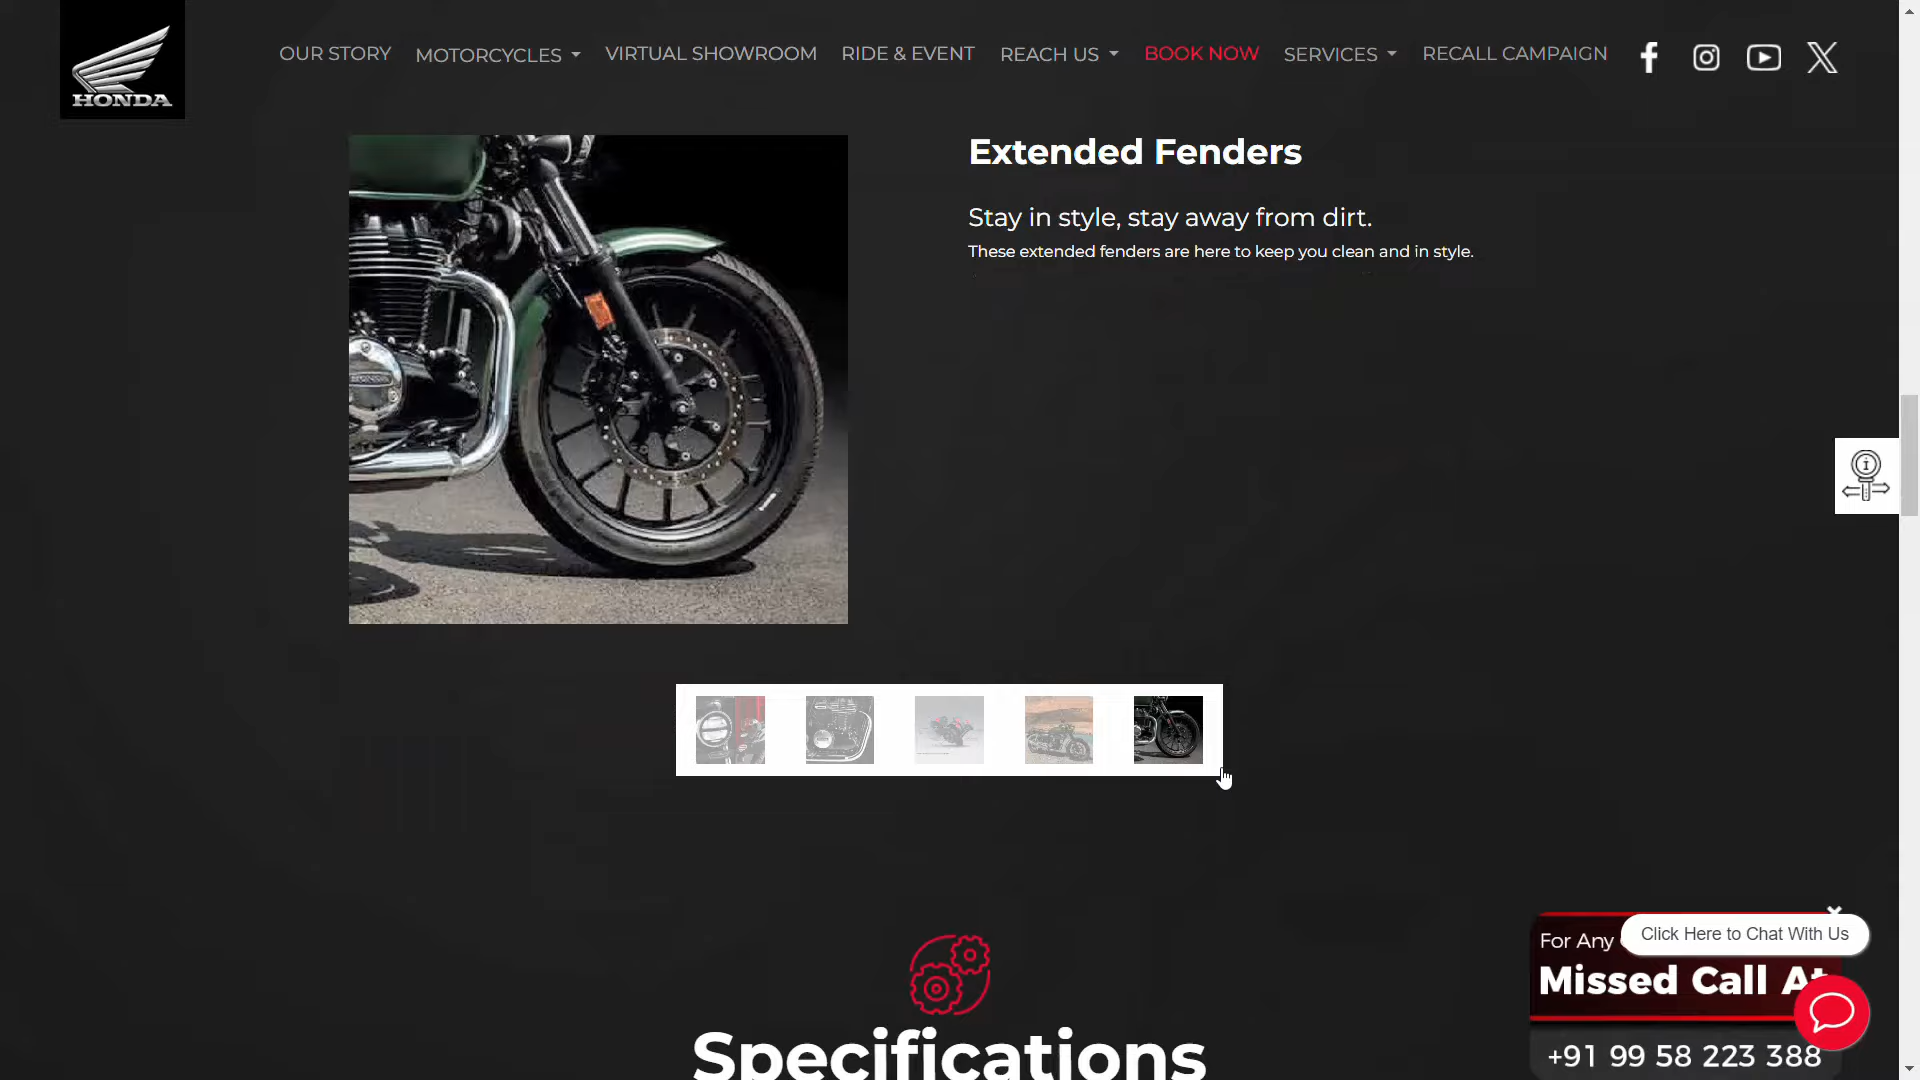 HONDA
OUR STORY
MOTORCYCLES
VIRTUAL SHOWROOM
RIDE & EVENT
REACH US
BOOK NOW
SERVICES
RECALL CAMPAIGN
Extended Fenders
Stay in style, stay away from dirt.
These extended fenders are here to keep you clean and in style.
Click Here to Chat With Us
For Any
Missed Call At
+91 99 58 223 388
Specifications